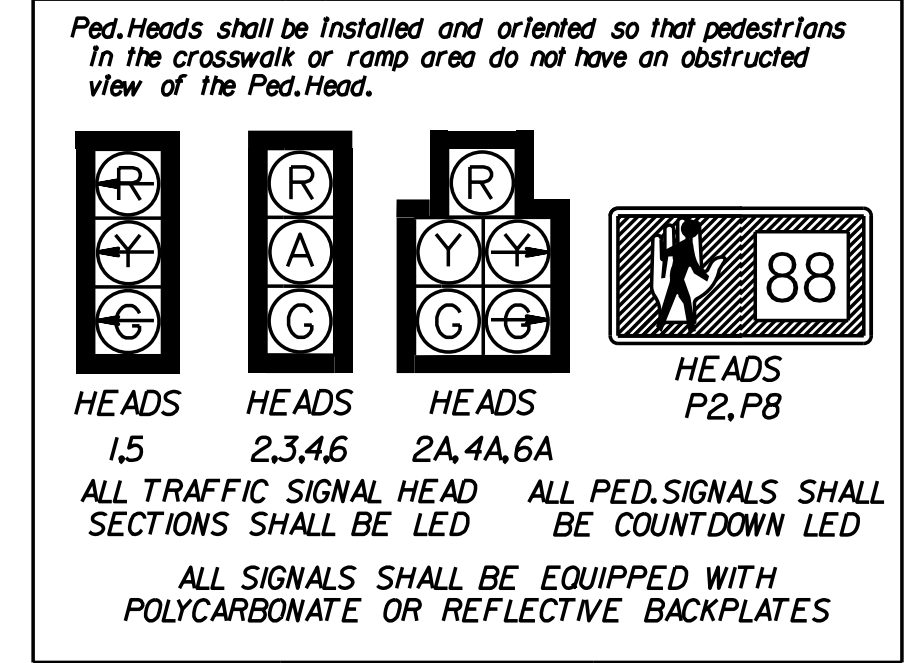 Ped. Heads shall be installed and oriented so that pedestrians
in the crosswalk or ramp area do not have an obstructed
view of the Ped. Head.
R R R
Y A Y Y 88
G G G G
HEADS HEADS HEADS HEADS
1,5 2,3,4,6 2A,4A,6A P2,P8
ALL TRAFFIC SIGNAL HEAD
SECTIONS SHALL BE LED
ALL PED. SIGNALS SHALL
BE COUNTDOWN LED
ALL SIGNALS SHALL BE EQUIPPED WITH
POLYCARBONATE OR REFLECTIVE BACKPLATES